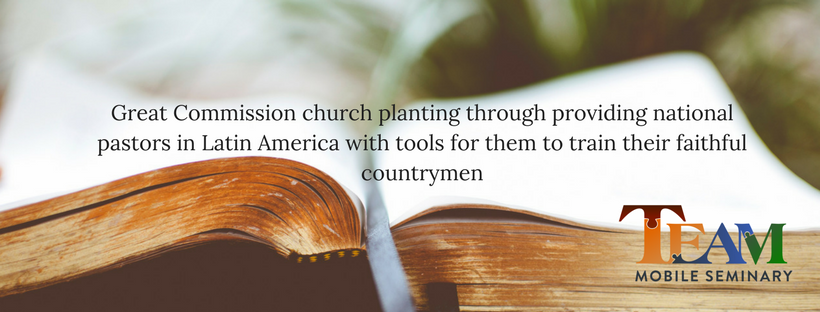 Great Commission church planting through providing national
pastors in Latin America with tools for them to train their faithful
countrymen
TEAM
MOBILE SEMINARY